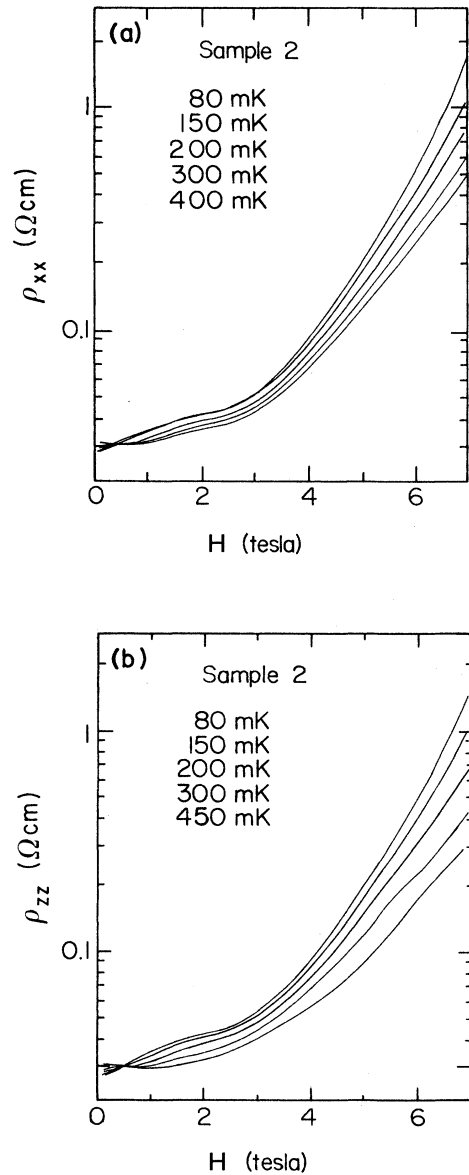 (a)
Sample 2
80 mK
150 mK
200 mK
300 mK
400 mK
1
0.1
ρxx (Ωcm)
0 2 4 6
H (tesla)
(b)
Sample 2
80 mK
150 mK
200 mK
300 mK
450 mK
1
0.1
ρzz (Ωcm)
0 2 4 6
H (tesla)